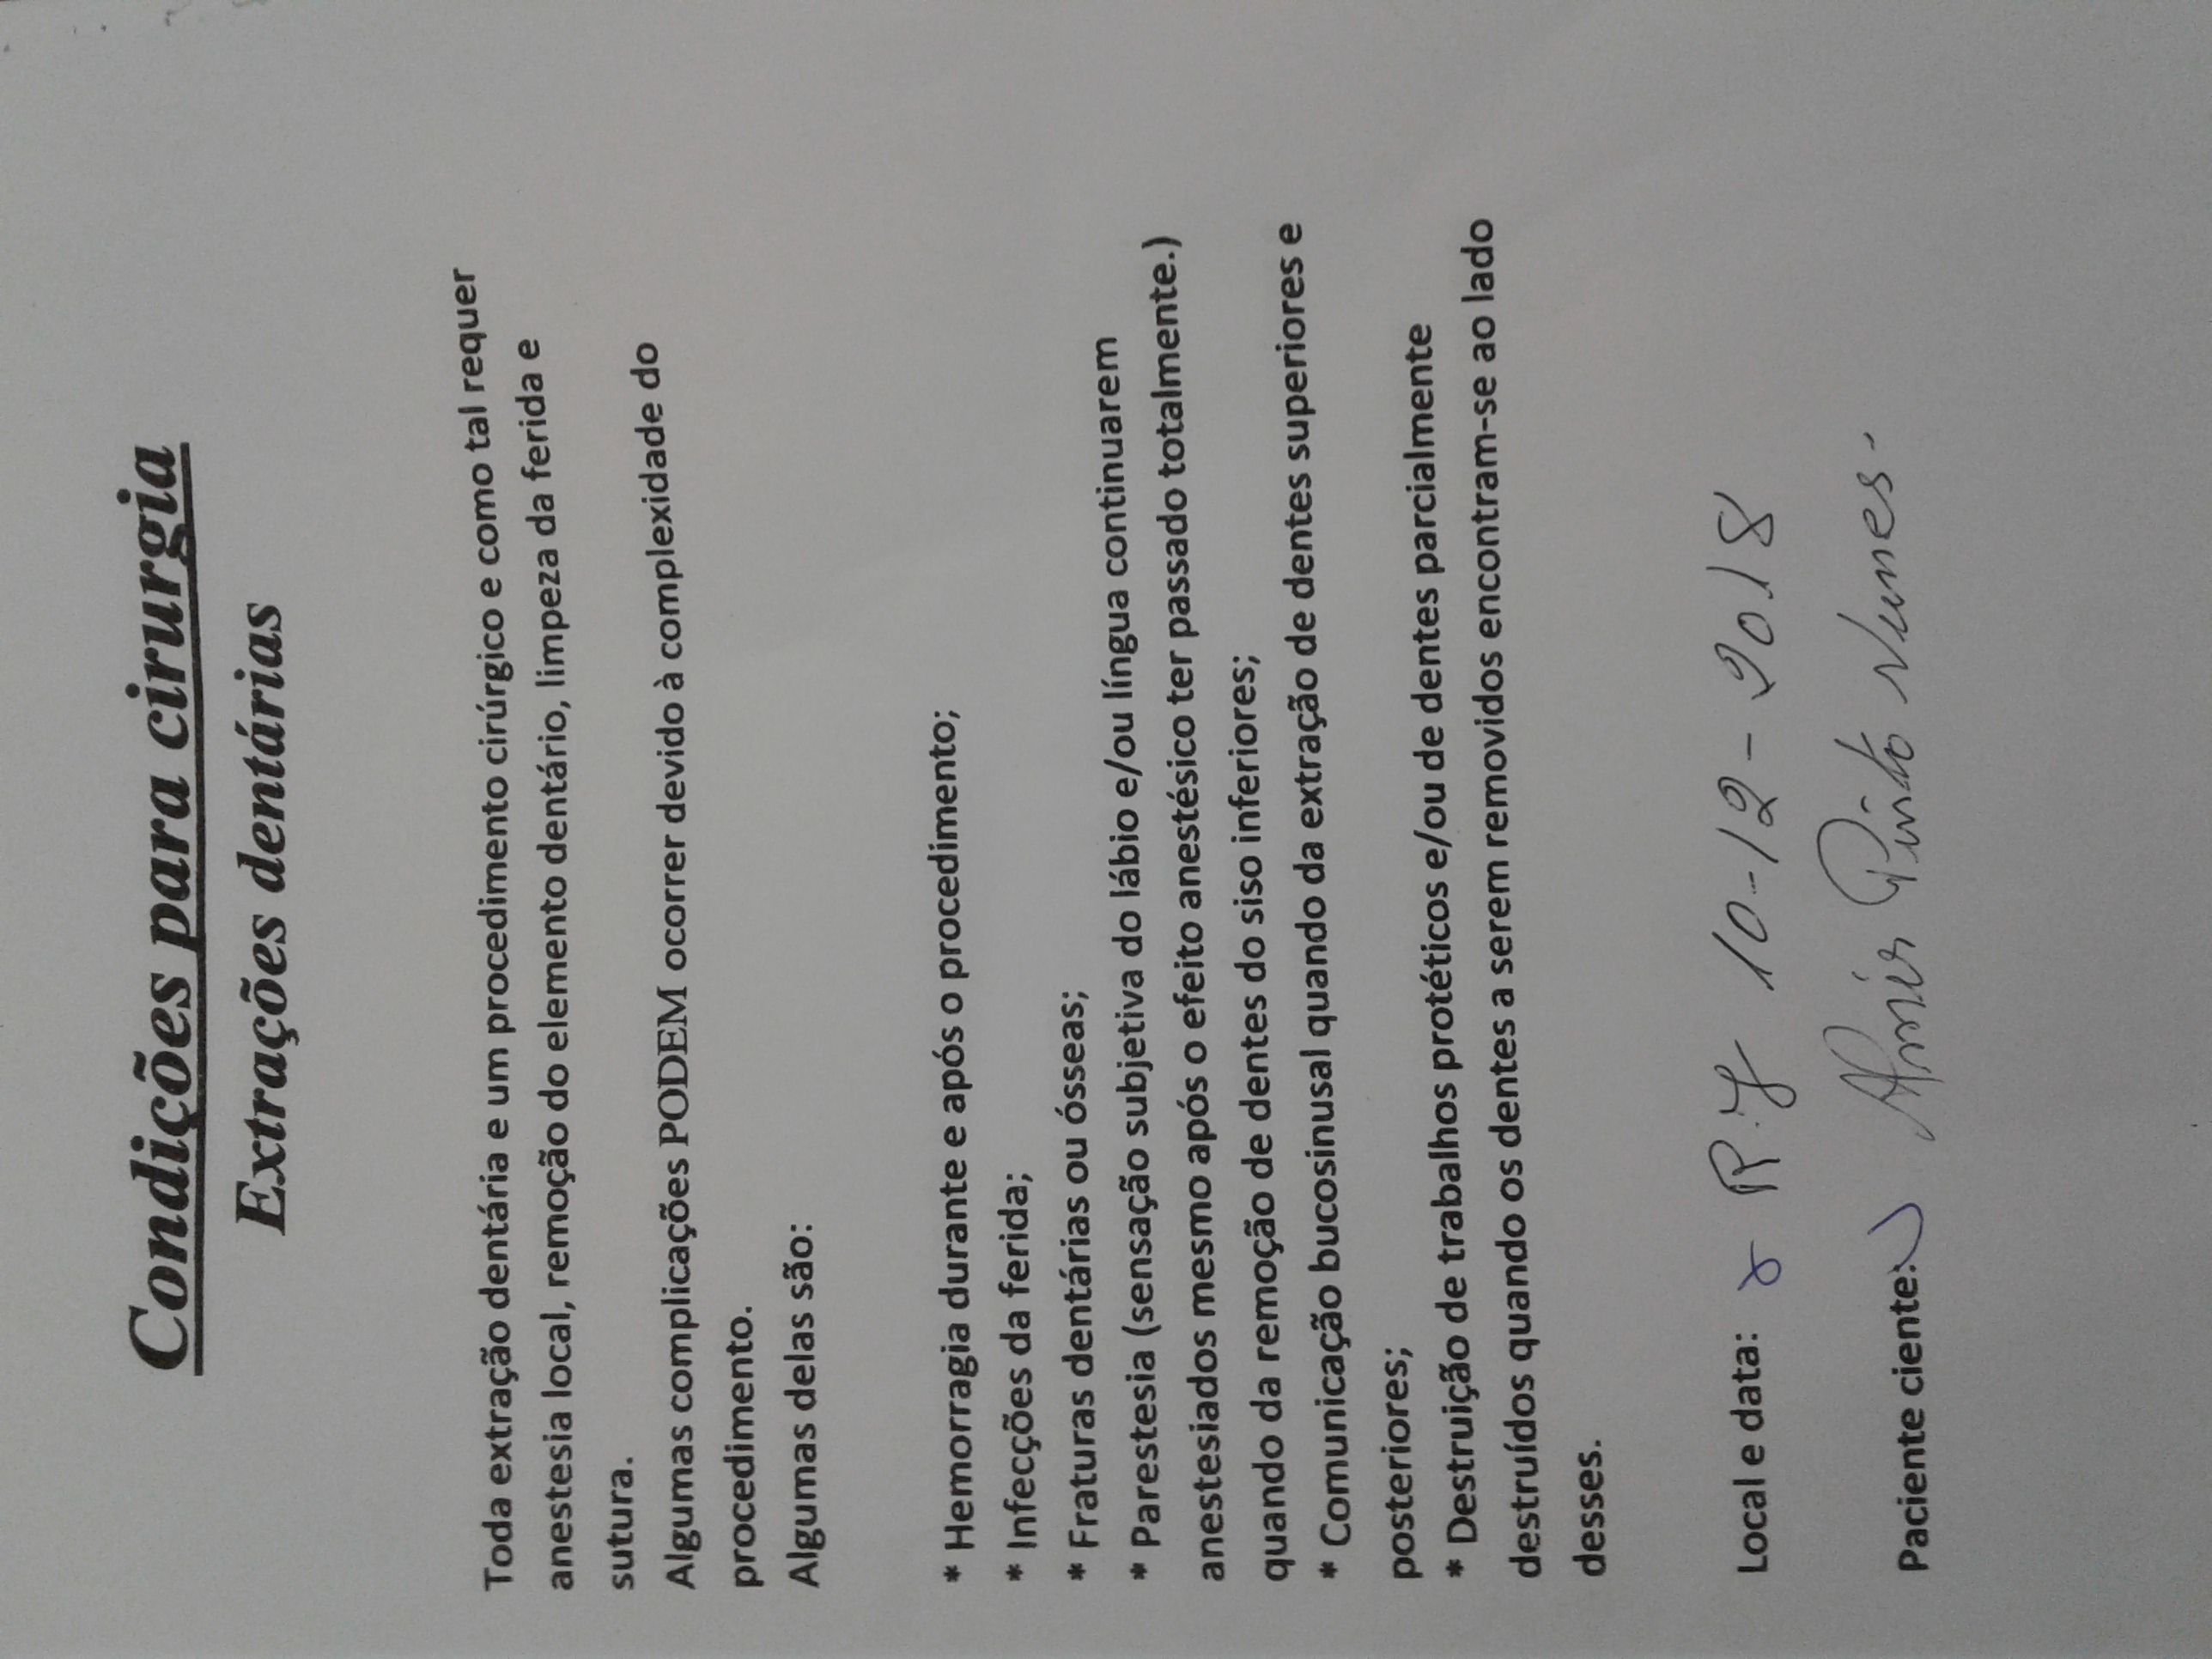 Condições para cirurgia
Extrações dentárias
Toda extração dentária e um procedimento cirúrgico e como tal requer
anestesia local, remoção do elemento dentário, limpeza da ferida e
sutura.
Algumas complicações PODEM ocorrer devido à complexidade do
procedimento.
Algumas delas são:
* Hemorragia durante e após o procedimento;
* Infecções da ferida;
* Fraturas dentárias ou ósseas;
* Parestesia (sensação subjetiva do lábio e/ou língua continuarem
anestesiados mesmo após o efeito anestésico ter passado totalmente.)
quando da remoção de dentes do siso inferiores;
* Comunicação bucosinusal quando da extração de dentes superiores e
posteriores;
* Destruição de trabalhos protéticos e/ou de dentes parcialmente
destruídos quando os dentes a serem removidos encontram-se ao lado
desses.
Local e data: x R.J 10-12-2018
Paciente ciente: Pinto Nunes.